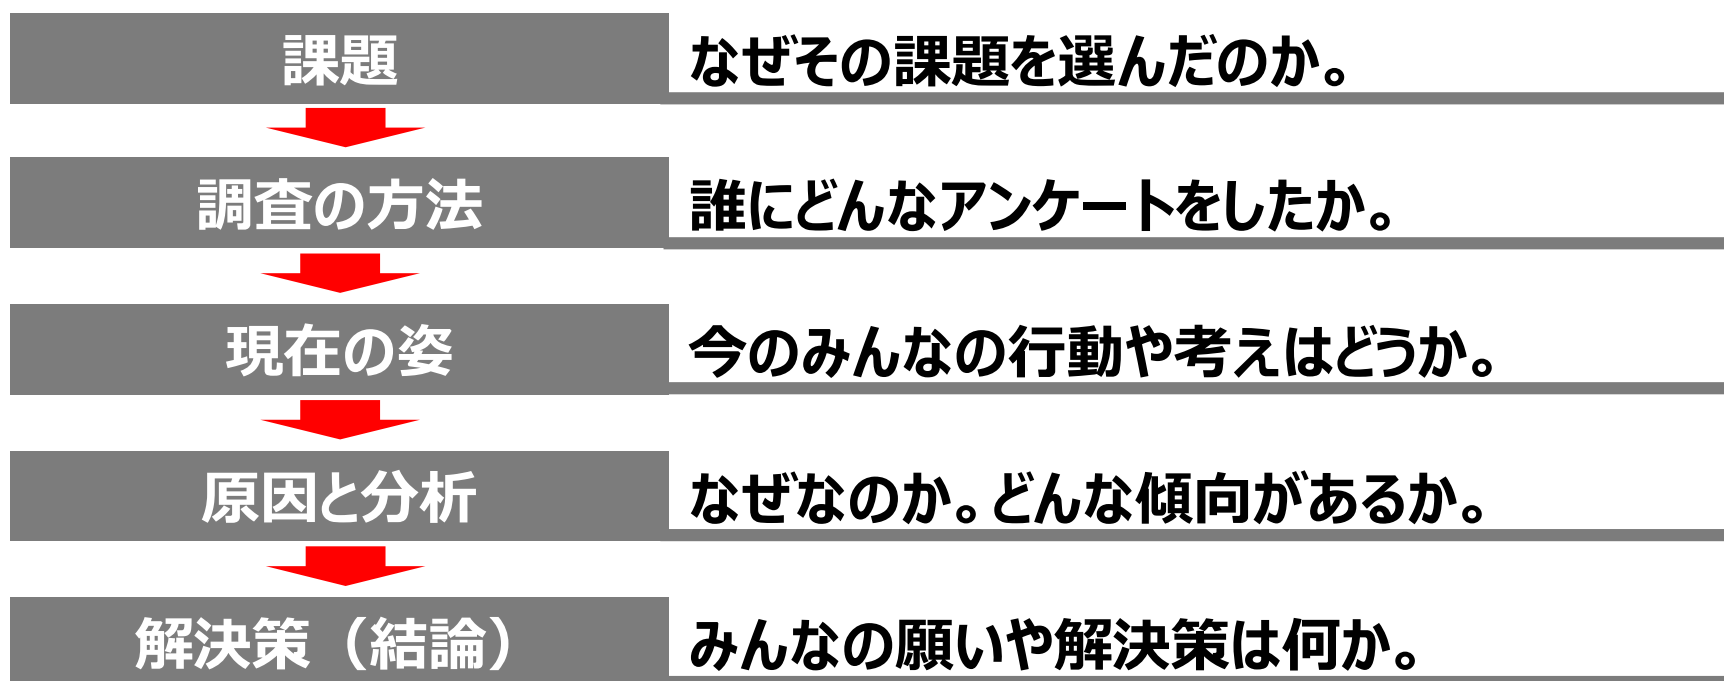 課題
なぜその課題を選んだのか。
調査の方法
誰にどんなアンケートをしたか。
現在の姿
今のみんなの行動や考えはどうか。
原因と分析
なぜなのか。どんな傾向があるか。
解決策（結論）
みんなの願いや解決策は何か。